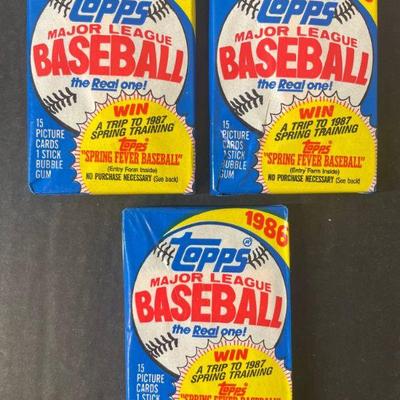 Topps
MAJOR LEAGUE
BASEBALL
the Real one!
15
PICTURE
CARDS
1 STICK
BUBBLE
GUM
WIN
A TRIP TO 1987
SPRING TRAINING
Topps
"SPRING FEVER BASEBALL"
(Entry Form Inside)
NO PURCHASE NECESSARY (See back)
Topps
MAJOR LEAGUE
BASEBALL
the Real one!
15
PICTURE
CARDS
1 STICK
BUBBLE
GUM
WIN
A TRIP TO 1987
SPRING TRAINING
Topps
"SPRING FEVER BASEBALL"
(Entry Form Inside)
NO PURCHASE NECESSARY (See back)
1986
Topps®
MAJOR LEAGUE
BASEBALL
the Real one!
15
PICTURE
CARDS
1 STICK
WIN
A TRIP TO 1987
SPRING TRAINING
Topps
"SPRING FEVER BASEBALL"